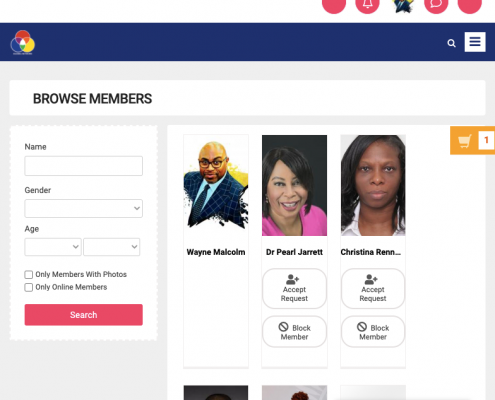 1
BROWSE MEMBERS
Name
Gender
Age
Only Members With Photos
Only Online Members
Search
Wayne Malcolm
Dr Pearl Jarrett
Christina Renn...
Accept
Request
Accept
Request
Block
Member
Block
Member